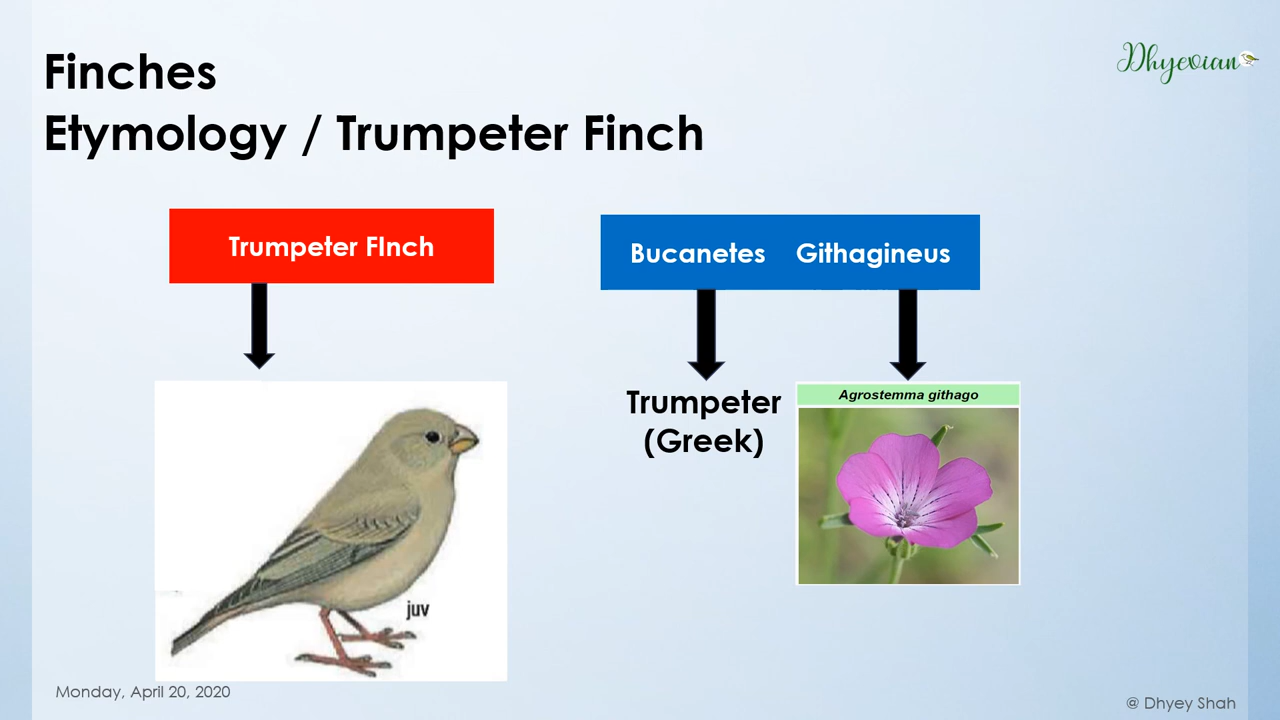 Finches
Etymology / Trumpeter Finch
Dhyevian
Trumpeter FInch
Bucanetes Githagineus
Trumpeter
(Greek)
Agrostemma githago
juv
Monday, April 20, 2020
@ Dhyey Shah